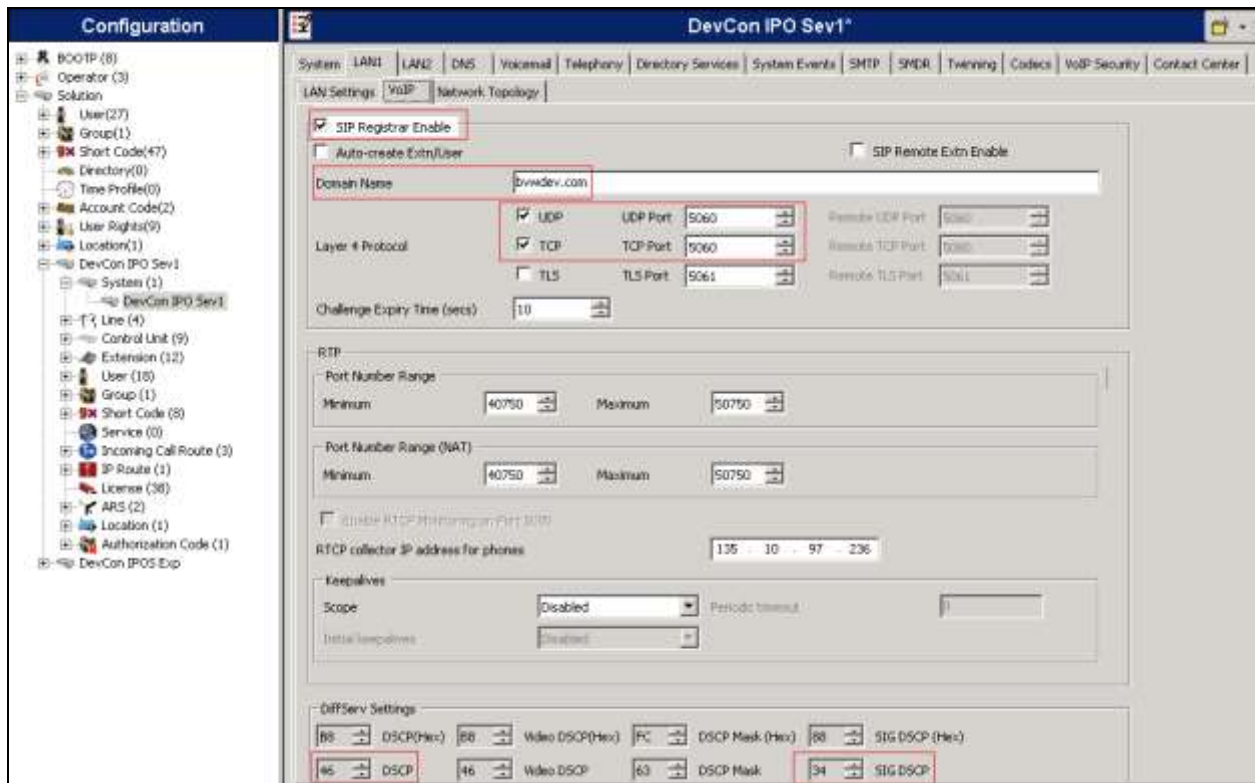 Configuration
BOOTP (8)
Operator (3)
Solution
User(27)
Group(1)
Short Code(47)
Directory(0)
Time Profile(0)
Account Code(2)
User Rights(9)
Location(1)
DevCon IPO Sev1
System (1)
DevCon IPO Sev1
Line (4)
Control Unit (9)
Extension (12)
User (18)
Group (1)
Short Code (8)
Service (0)
Incoming Call Route (3)
IP Route (1)
License (38)
ARS (2)
Location (1)
Authorization Code (1)
DevCon IPOS Exp
DevCon IPO Sev1*
System LAN1 LAN2 DNS Voicemail Telephony Directory Services System Events SMTP SMDR Twinning Codecs VoIP Security Contact Center
LAN Settings VoIP Network Topology
SIP Registrar Enable
Auto-create Extn/User SIP Remote Extn Enable
Domain Name bvwdev.com
UDP UDP Port 5060 Remote UDP Port 5060
Layer 4 Protocol TCP TCP Port 5060 Remote TCP Port 5060
TLS TLS Port 5061 Remote TLS Port 5061
Challenge Expiry Time (secs) 10
RTP
Port Number Range
Minimum 40750 Maximum 50750
Port Number Range (NAT)
Minimum 40750 Maximum 50750
Enable RTCP Monitoring on Port
RTCP collector IP address for phones 135 . 10 . 97 . 236
Keepalives
Scope Disabled Periodic timeout 0
Initial keepalives Disabled
DiffServ Settings
B8 DSCP(Hex) B8 Video DSCP(Hex) FC DSCP Mask (Hex) 88 SIG DSCP (Hex)
46 DSCP 46 Video DSCP 63 DSCP Mask 34 SIG DSCP